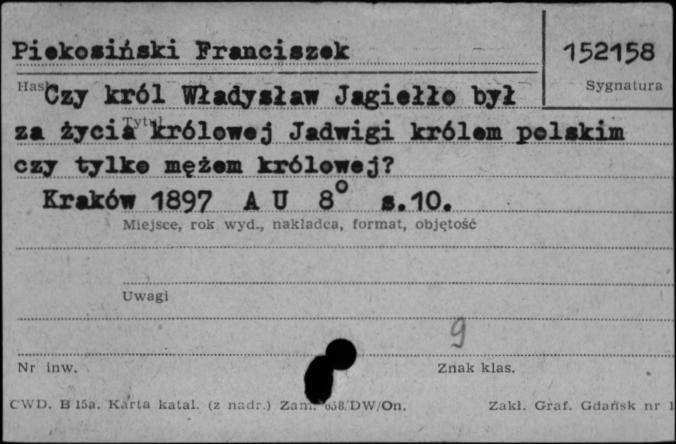 Piekosiński Franciszek
152158
Sygnatura
Hasło
Czy król Władysław Jagiełło był
Tytuł
za życia królowej Jadwigi królem polskim
czy tylko mężem królowej?
Kraków 1897 A U 8° s.10.
Miejsce, rok wyd., nakładca, format, objętość
Uwagi
9
Nr inw.
Znak klas.
CWD. B 15a. Karta katal. (z nadr.) Zam. 658/DW/On.
Zakł. Graf. Gdańsk nr 1